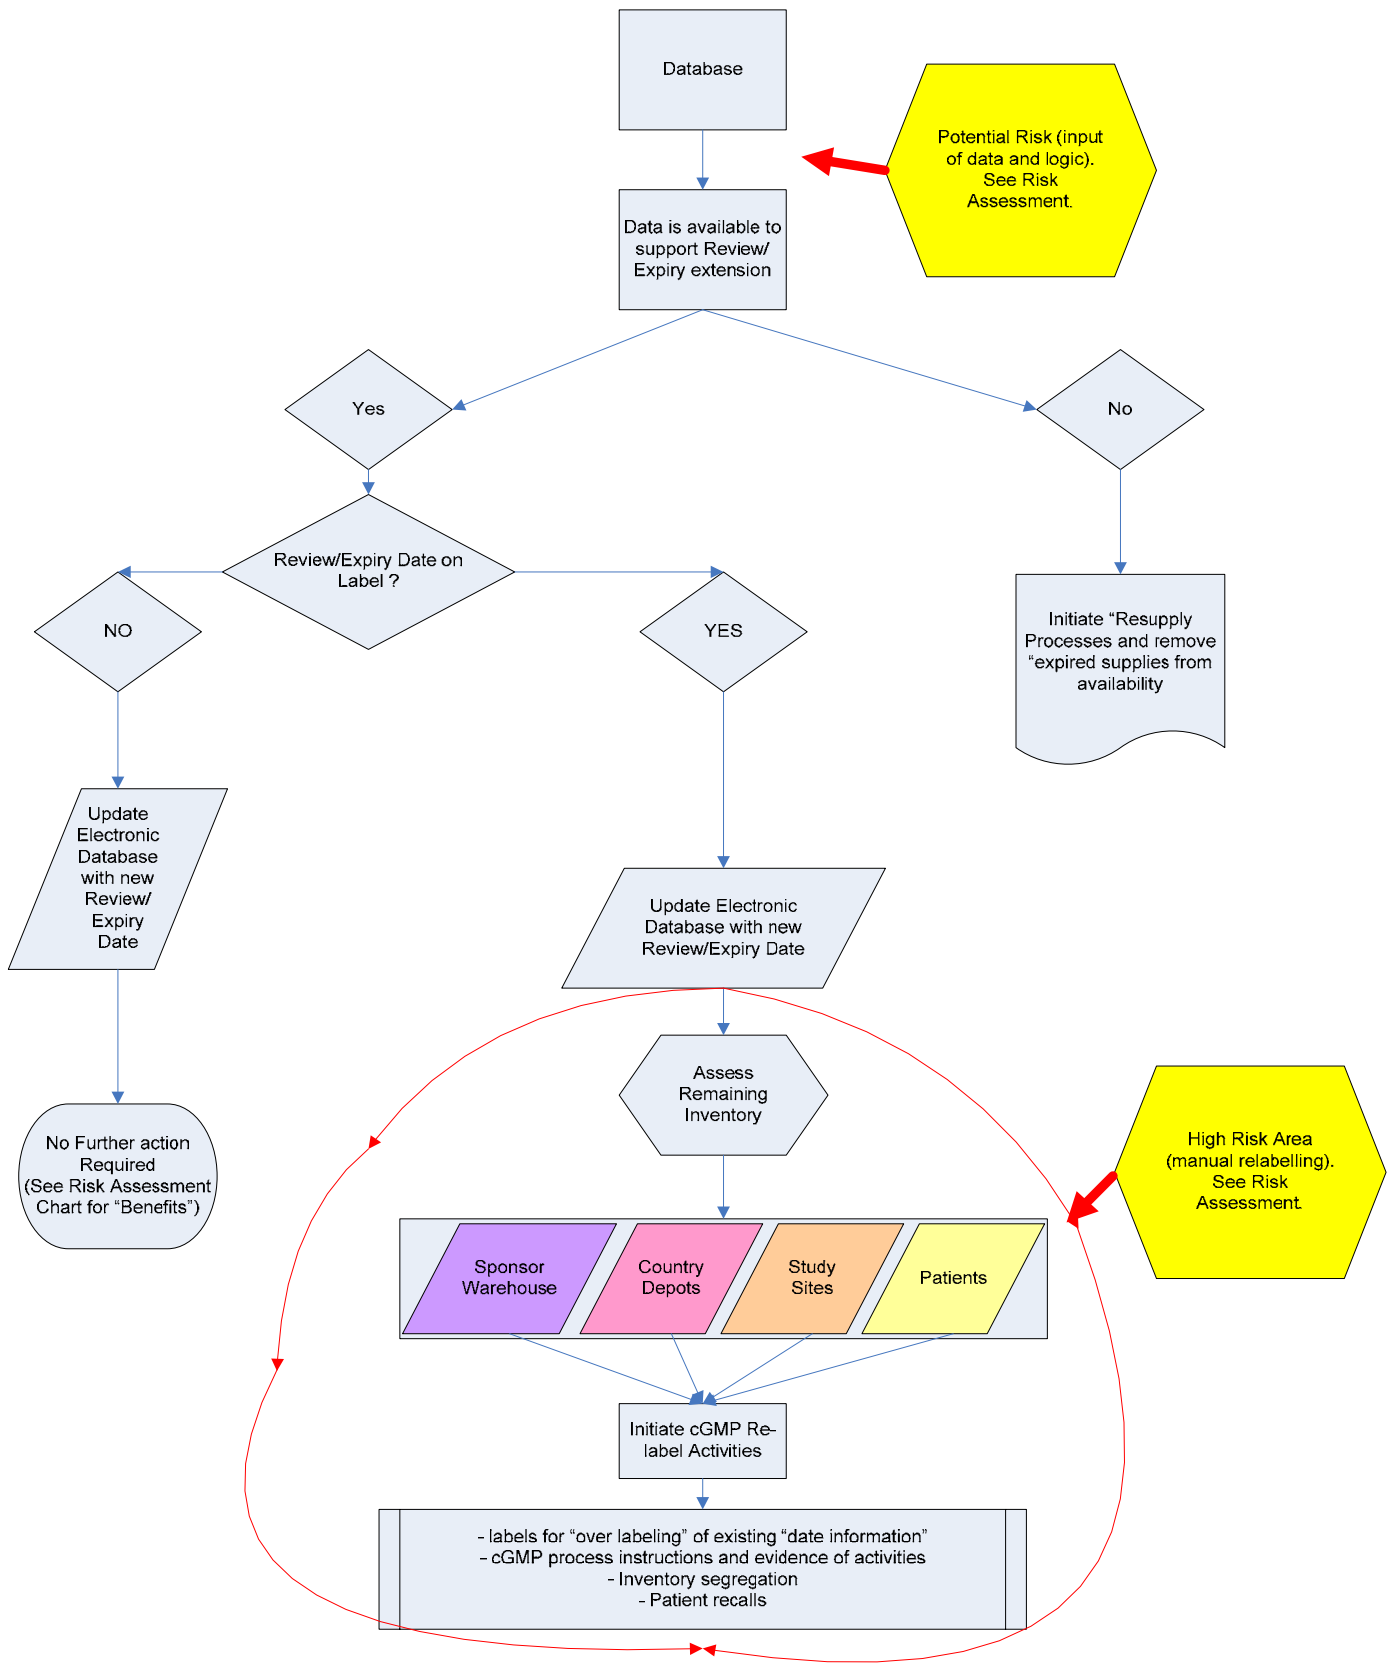 Database
Potential Risk (input
of data and logic).
See Risk
Assessment.
Data is available to
support Review/
Expiry extension
Yes
No
Review/Expiry Date on
Label ?
NO
YES
Initiate “Resupply
Processes and remove
“expired supplies from
availability
Update
Electronic
Database
with new
Review/
Expiry
Date
Update Electronic
Database with new
Review/Expiry Date
Assess
Remaining
Inventory
No Further action
Required
(See Risk Assessment
Chart for “Benefits”)
High Risk Area
(manual relabelling).
See Risk
Assessment.
Sponsor
Warehouse
Country
Depots
Study
Sites
Patients
Initiate cGMP Re-
label Activities
- labels for “over labeling” of existing “date information”
- cGMP process instructions and evidence of activities
- Inventory segregation
- Patient recalls